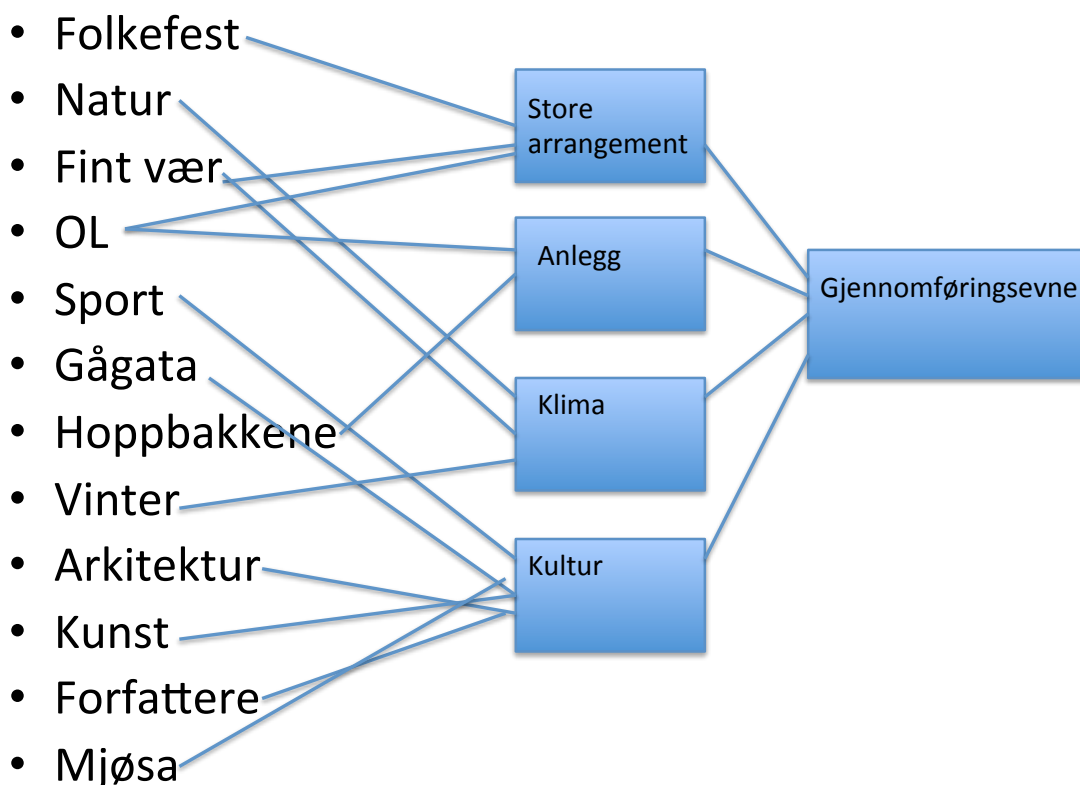 • Folkefest
• Natur
• Fint vær
• OL
• Sport
• Gågata
• Hoppbakkene
• Vinter
• Arkitektur
• Kunst
• Forfattere
• Mjøsa
Store
arrangement
Anlegg
Klima
Kultur
Gjennomføringsevne